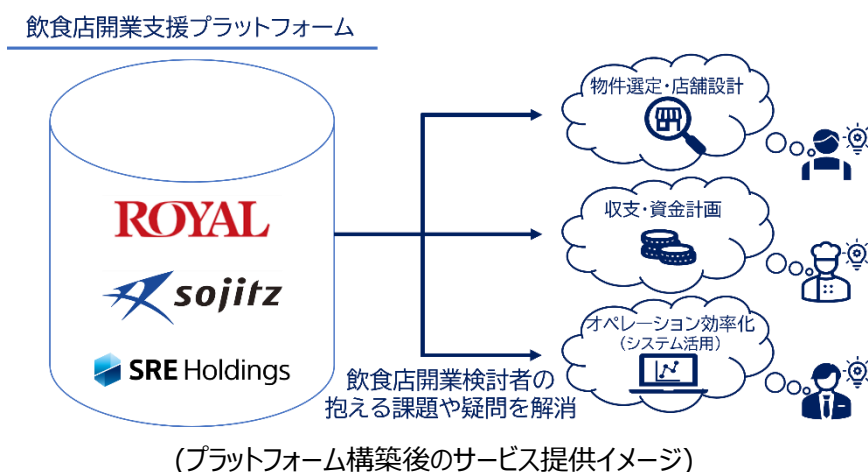 飲食店開業支援プラットフォーム
物件選定・店舗設計
ROYAL
収支・資金計画
sojitz
オペレーション効率化
(システム活用)
SRE Holdings
飲食店開業検討者の
抱える課題や疑問を解消
(プラットフォーム構築後のサービス提供イメージ)